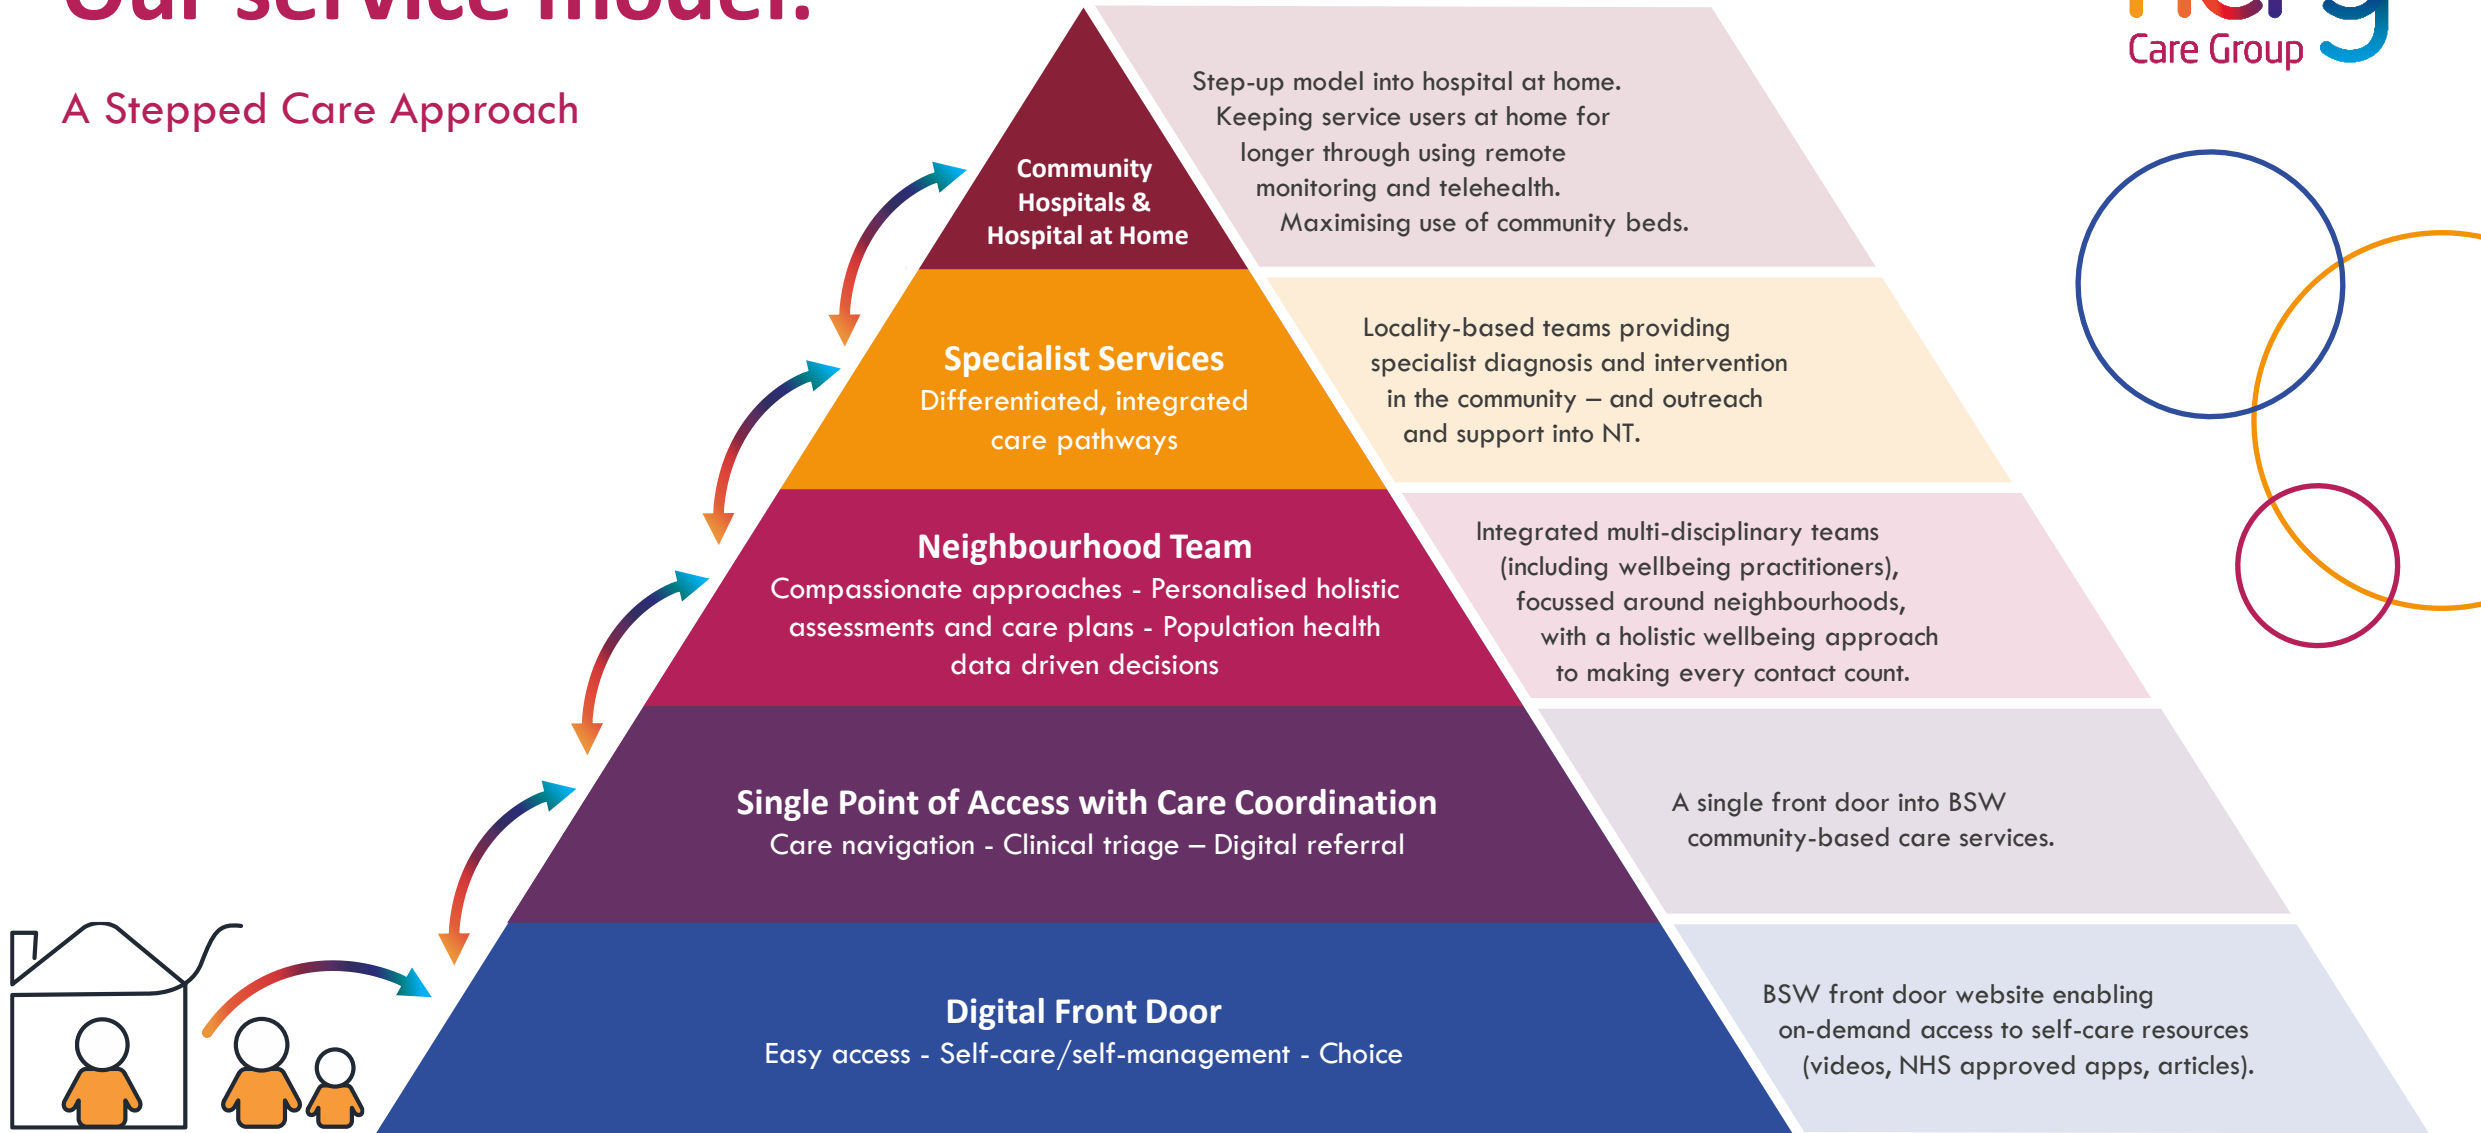 Our service model:
A Stepped Care Approach
Care Group
Community
Hospitals &
Hospital at Home
Step-up model into hospital at home.
Keeping service users at home for
longer through using remote
monitoring and telehealth.
Maximising use of community beds.
Specialist Services
Differentiated, integrated
care pathways
Locality-based teams providing
specialist diagnosis and intervention
in the community – and outreach
and support into NT.
Neighbourhood Team
Compassionate approaches - Personalised holistic
assessments and care plans - Population health
data driven decisions
Integrated multi-disciplinary teams
(including wellbeing practitioners),
focussed around neighbourhoods,
with a holistic wellbeing approach
to making every contact count.
Single Point of Access with Care Coordination
Care navigation - Clinical triage – Digital referral
A single front door into BSW
community-based care services.
Digital Front Door
Easy access - Self-care/self-management - Choice
BSW front door website enabling
on-demand access to self-care resources
(videos, NHS approved apps, articles).